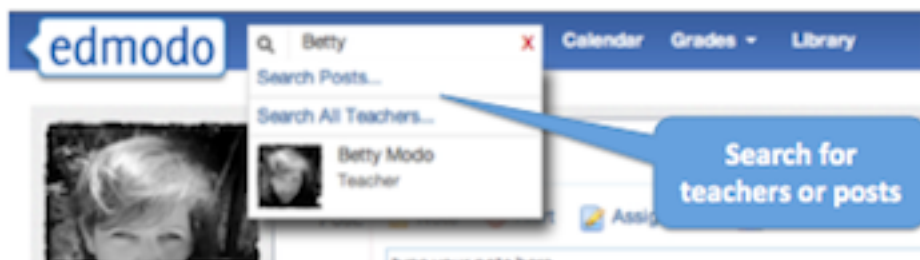 edmodo
Betty X Calendar Grades Library
Search Posts...
Search All Teachers...
Betty Modo
Teacher
Search for
teachers or posts